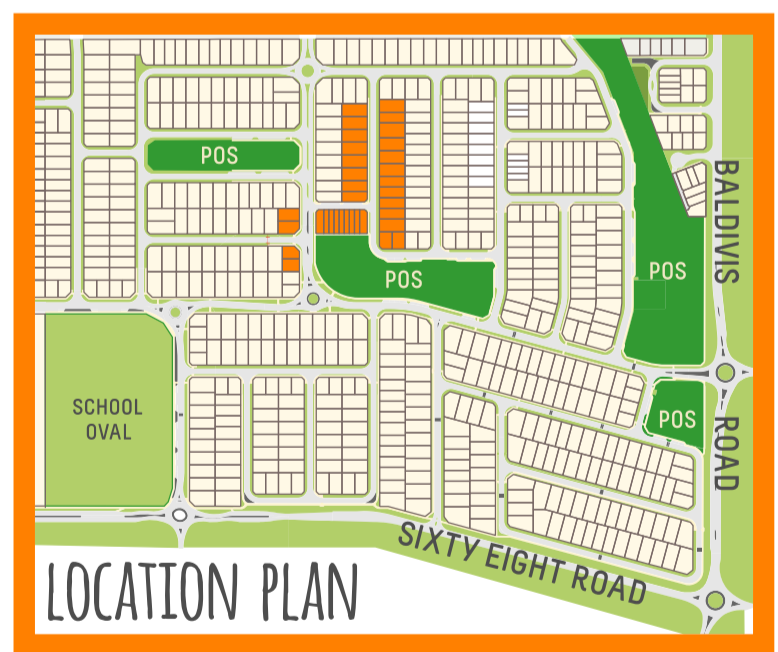 POS
POS
POS
BALDIVIS
ROAD
SCHOOL
OVAL
POS
SIXTY EIGHT ROAD
LOCATION PLAN